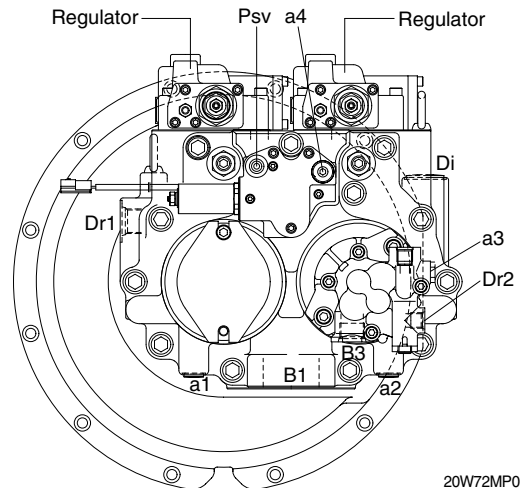 Regulator Psv a4 Regulator
Di
Dr1
a3
Dr2
B3
a1 B1 a2
20W72MP0